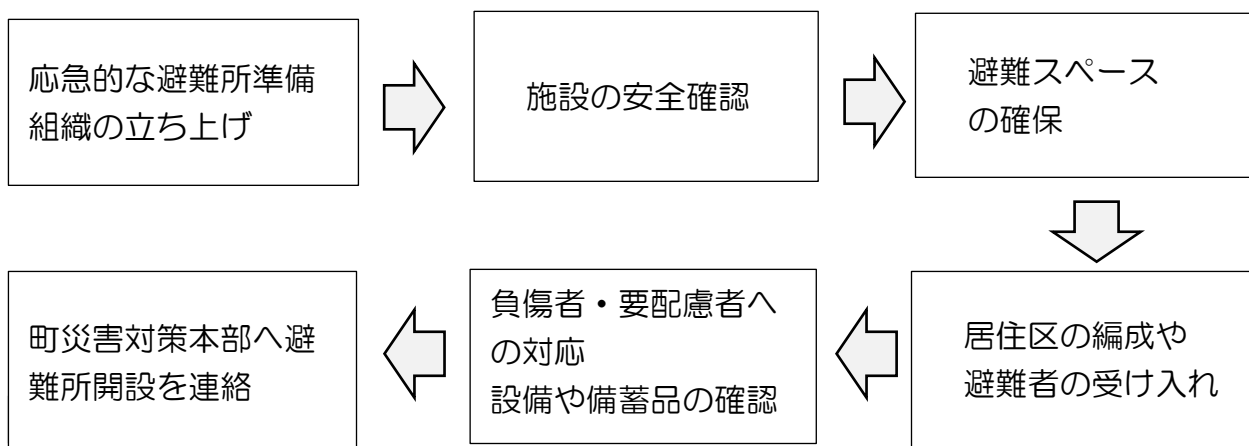 応急的な避難所準備
組織の立ち上げ
施設の安全確認
避難スペース
の確保
居住区の編成や
避難者の受け入れ
負傷者・要配慮者へ
の対応
設備や備蓄品の確認
町災害対策本部へ避
難所開設を連絡